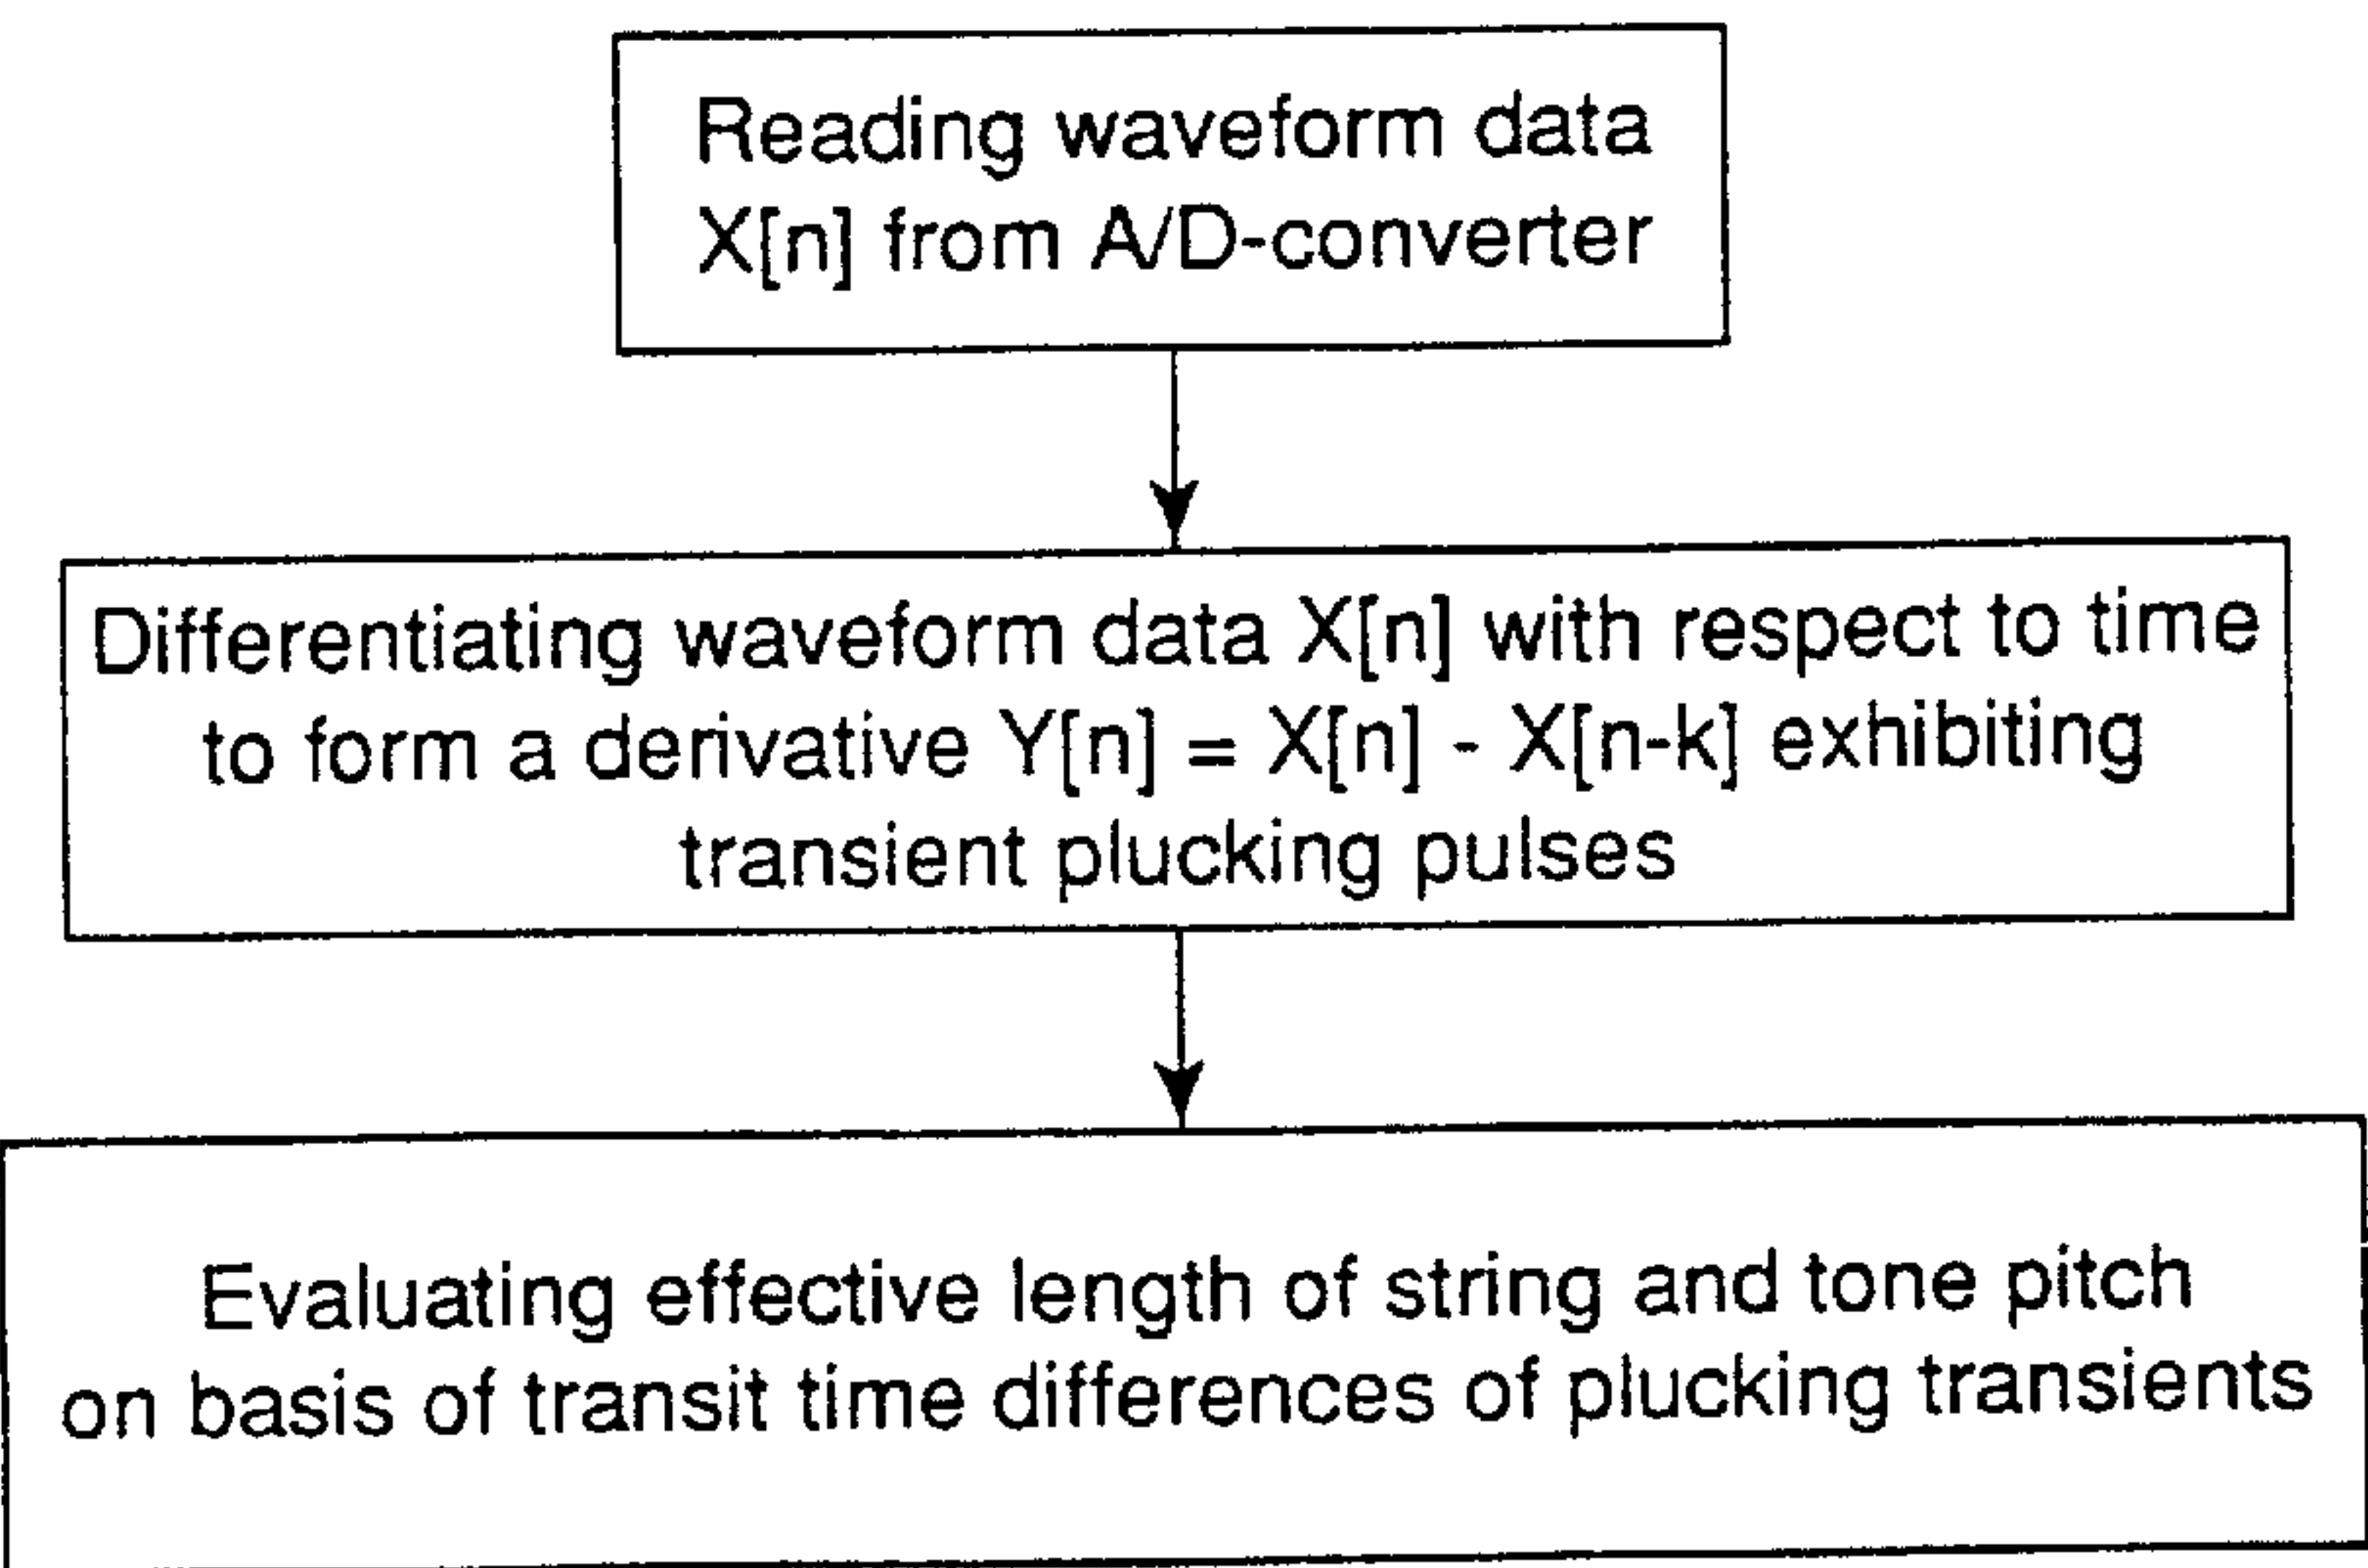 Reading waveform data
X[n] from A/D-converter
Differentiating waveform data X[n] with respect to time
to form a derivative Y[n] = X[n] - X[n-k] exhibiting
transient plucking pulses
Evaluating effective length of string and tone pitch
on basis of transit time differences of plucking transients